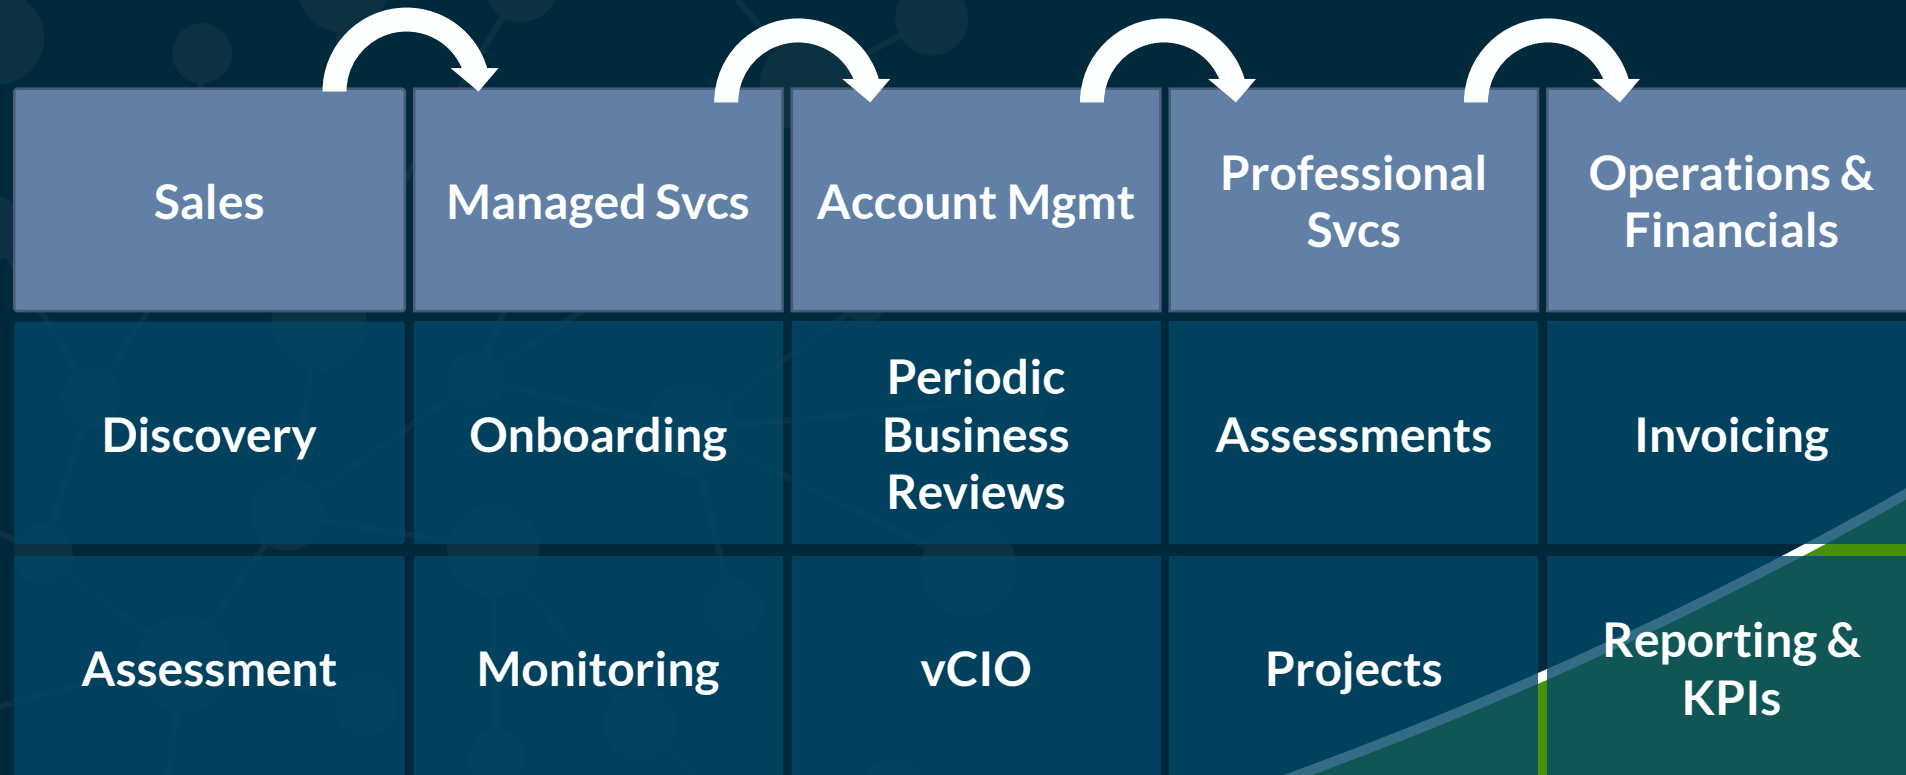 Sales
Managed Svcs
Account Mgmt
Professional
Svcs
Operations &
Financials
Discovery
Onboarding
Periodic
Business
Reviews
Assessments
Invoicing
Assessment
Monitoring
vCIO
Projects
Reporting &
KPIs